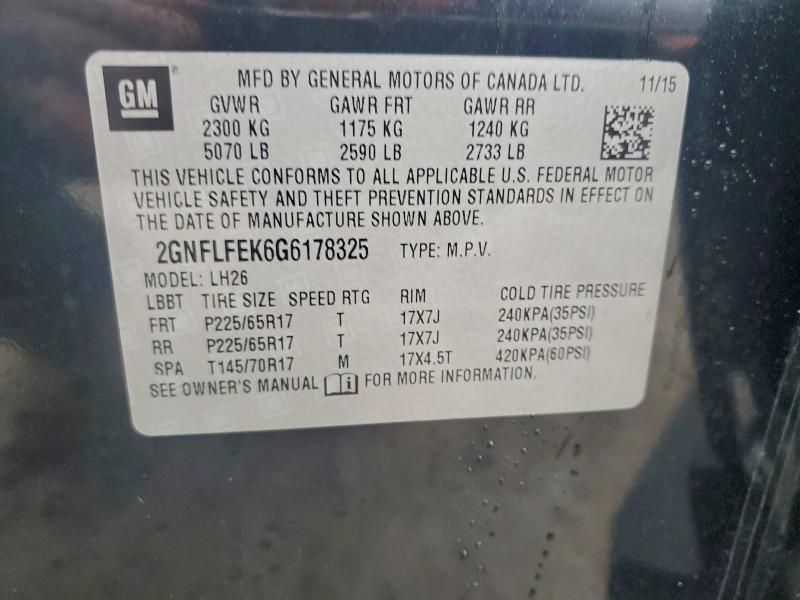 GM
MFD BY GENERAL MOTORS OF CANADA LTD. 11/15
GVWR GAWR FRT GAWR RR
2300 KG 1175 KG 1240 KG
5070 LB 2590 LB 2733 LB
THIS VEHICLE CONFORMS TO ALL APPLICABLE U.S. FEDERAL MOTOR
VEHICLE SAFETY AND THEFT PREVENTION STANDARDS IN EFFECT ON
THE DATE OF MANUFACTURE SHOWN ABOVE.
2GNFLFEK6G6178325 TYPE: M.P.V.
MODEL: LH26
LBBT TIRE SIZE SPEED RTG RIM COLD TIRE PRESSURE
FRT P225/65R17 T 17X7J 240KPA(35PSI)
RR P225/65R17 T 17X7J 240KPA(35PSI)
SPA T145/70R17 M 17X4.5T 420KPA(60PSI)
SEE OWNER'S MANUAL FOR MORE INFORMATION.